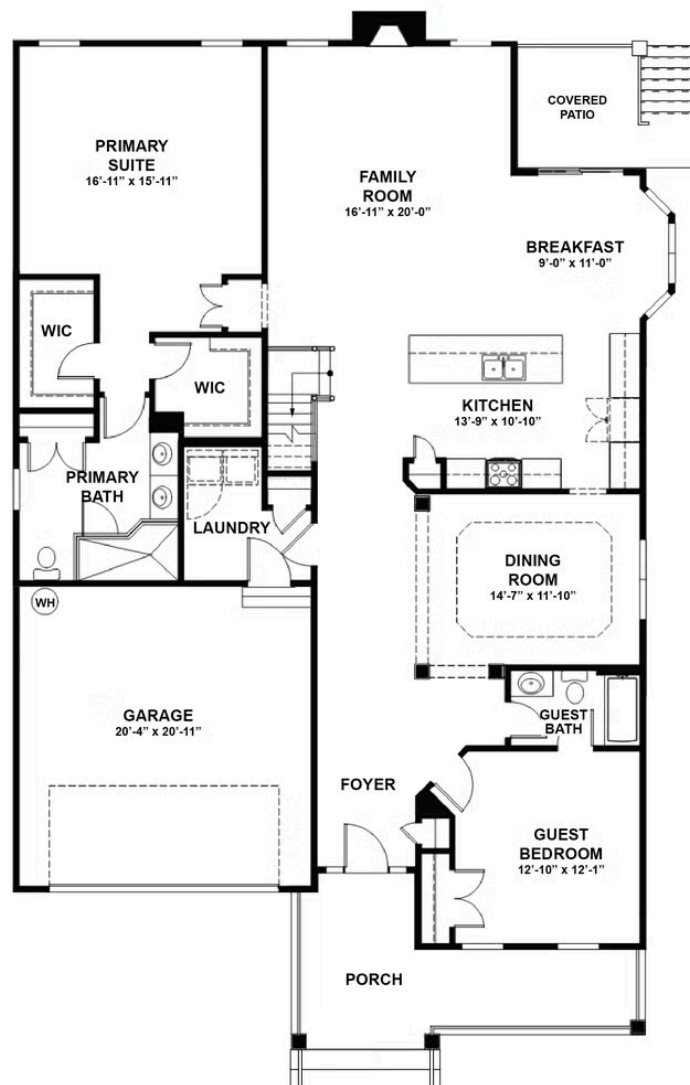 COVERED
PATIO
PRIMARY
SUITE
16'-11” x 15'-11”
FAMILY
ROOM
16'-11” x 20'-0”
BREAKFAST
9'-0” x 11'-0”
WIC
WIC
KITCHEN
13'-9” x 10'-10”
PRIMARY
BATH
LAUNDRY
DINING
ROOM
14'-7” x 11'-10”
WH
GARAGE
20'-4” x 20'-11”
GUEST
BATH
FOYER
GUEST
BEDROOM
12'-10” x 12'-1”
PORCH